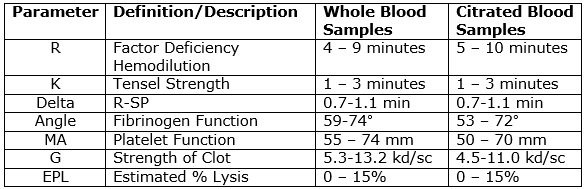 Parameter Definition/Description Whole Blood Samples Citrated Blood Samples
R Factor Deficiency Hemodilution 4 – 9 minutes 5 – 10 minutes
K Tensel Strength 1 – 3 minutes 1 – 3 minutes
Delta R-SP 0.7-1.1 min 0.7-1.1 min
Angle Fibrinogen Function 59-74° 53 – 72°
MA Platelet Function 55 – 74 mm 50 – 70 mm
G Strength of Clot 5.3-13.2 kd/sc 4.5-11.0 kd/sc
EPL Estimated % Lysis 0 – 15% 0 – 15%